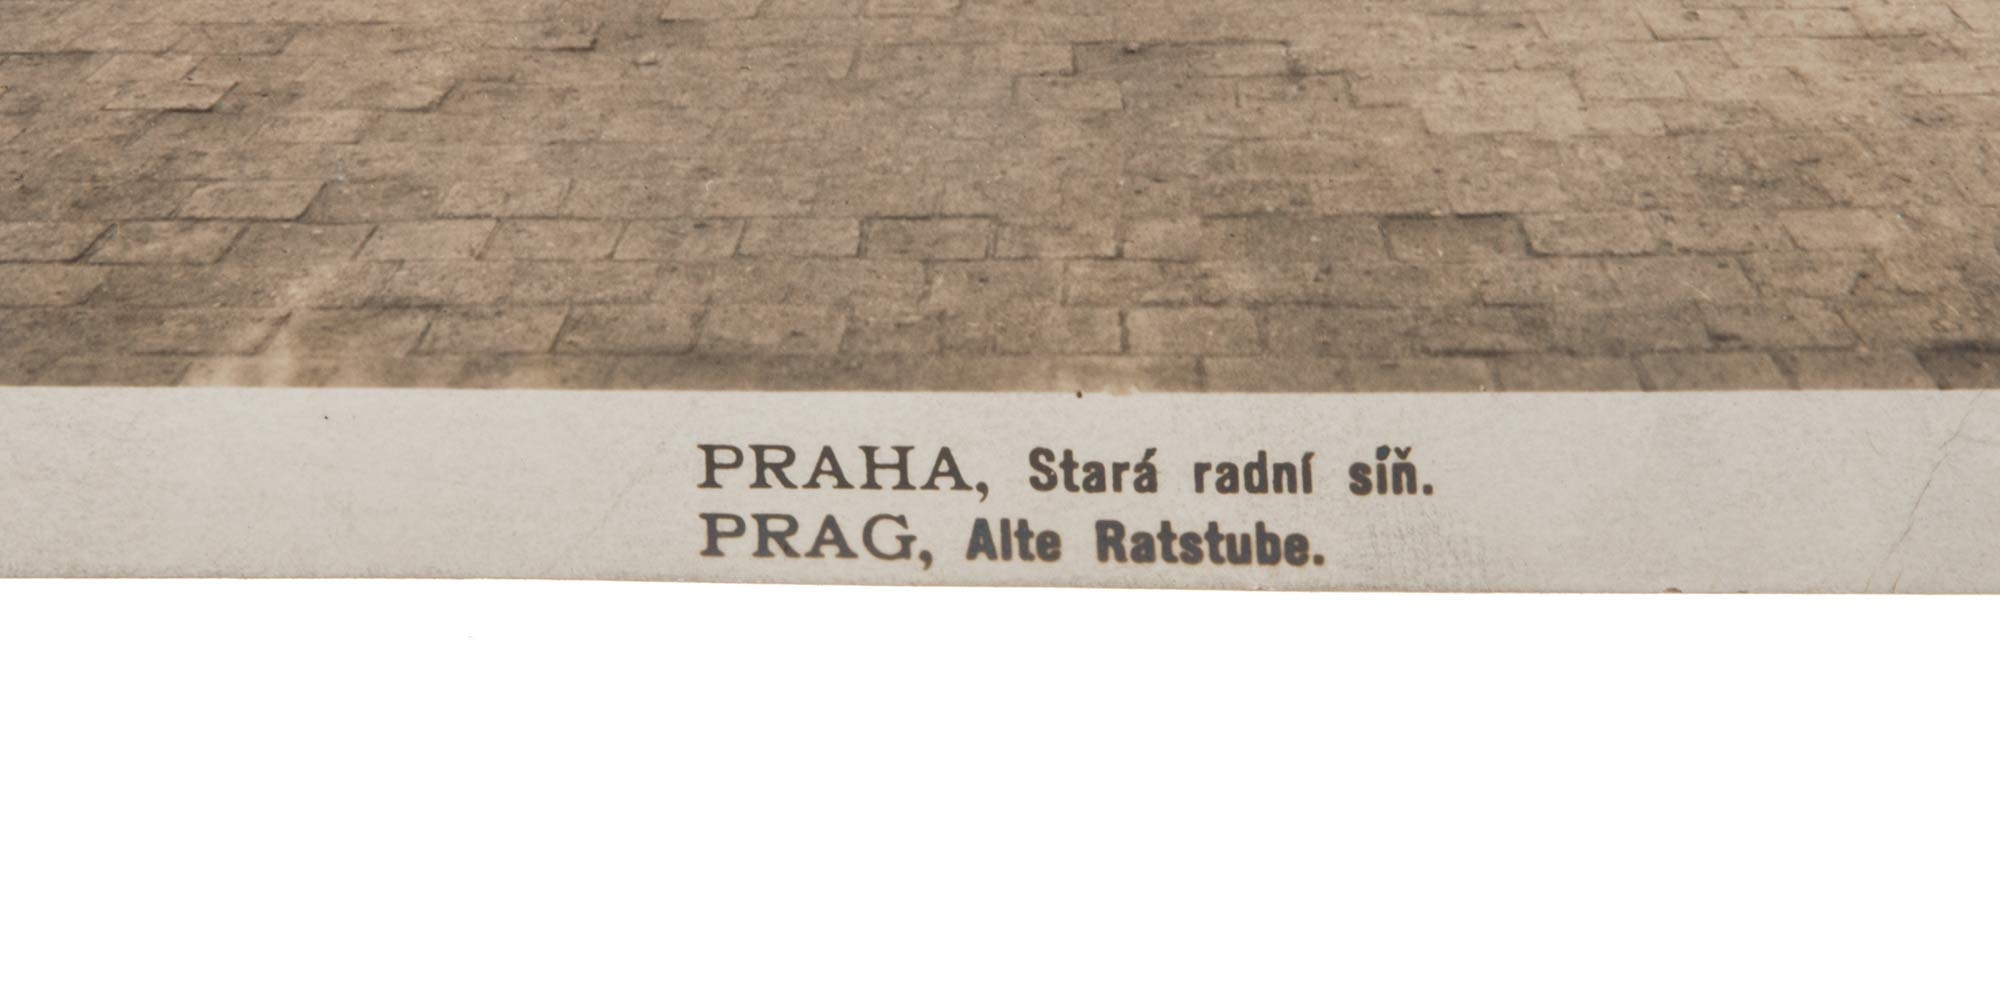 PRAHA, Stará radní síň.
PRAG, Alte Ratstube.